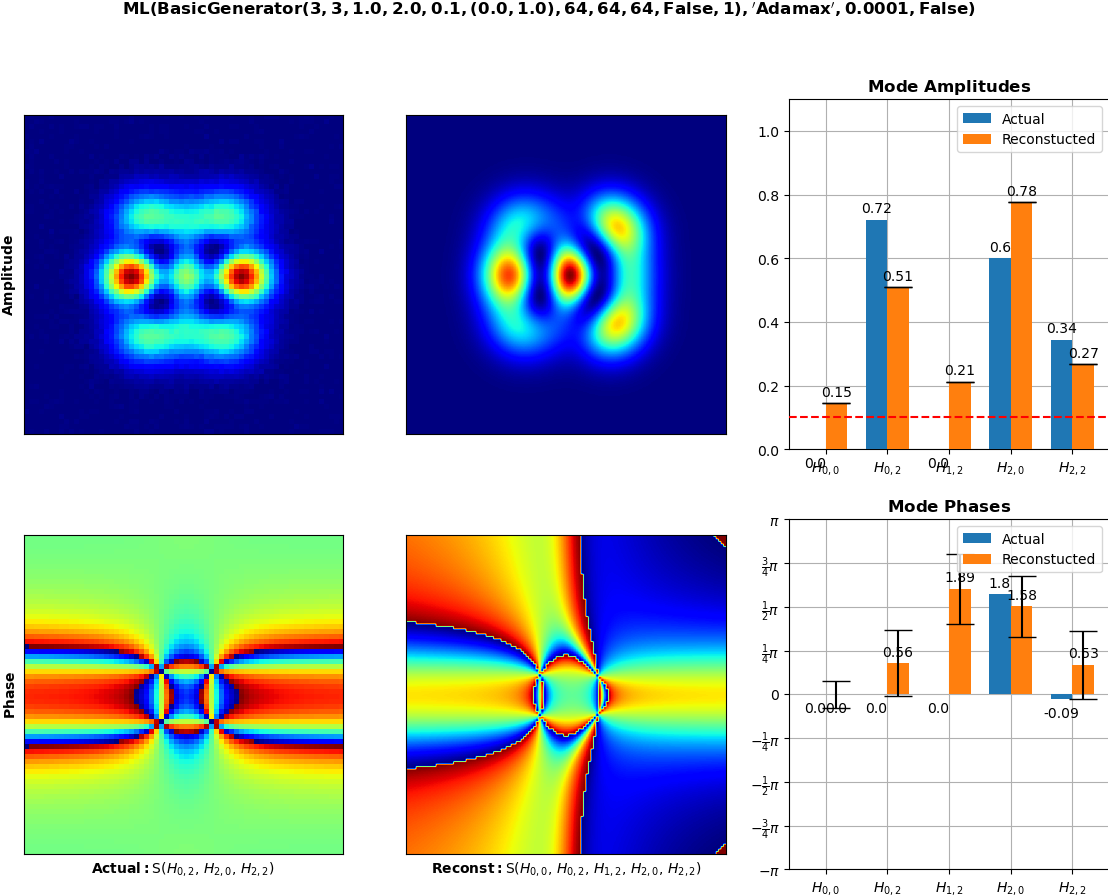 ML(BasicGenerator(3, 3, 1.0, 2.0, 0.1, (0.0, 1.0), 64, 64, 64, False, 1), ′Adamax′, 0.0001, False)
Amplitude
Mode Amplitudes
Actual
Reconstucted
1.0
0.8
0.6
0.4
0.2
0.0
0.0
0.15
0.72
0.51
0.0
0.21
0.6
0.78
0.34
0.27
H0,0
H0,2
H1,2
H2,0
H2,2
Phase
Actual: S(H0,2, H2,0, H2,2)
Reconst: S(H0,0, H0,2, H1,2, H2,0, H2,2)
Mode Phases
Actual
Reconstucted
π
3/4π
1/2π
1/4π
0
−1/4π
−1/2π
−3/4π
−π
0.0
0.0
0.0
0.56
0.0
1.89
1.8
1.58
-0.09
0.53
H0,0
H0,2
H1,2
H2,0
H2,2